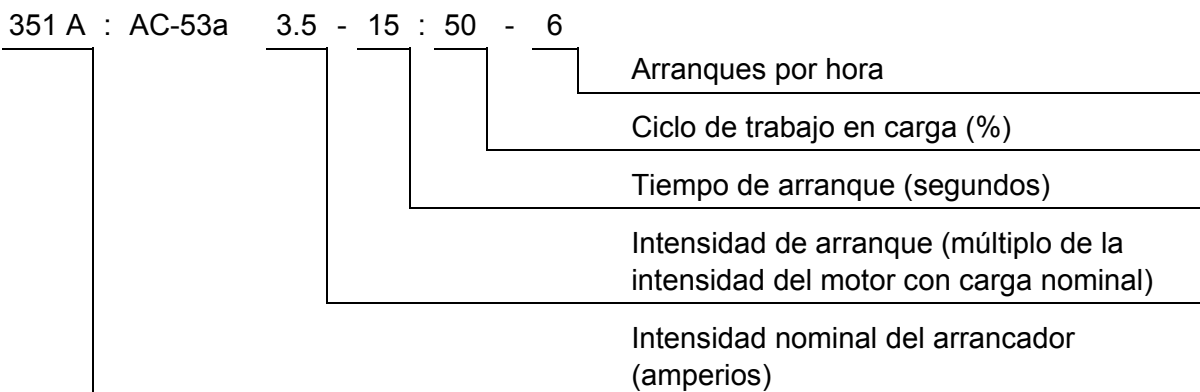 351 A : AC-53a 3.5 - 15 : 50 - 6
Arranques por hora
Ciclo de trabajo en carga (%)
Tiempo de arranque (segundos)
Intensidad de arranque (múltiplo de la
intensidad del motor con carga nominal)
Intensidad nominal del arrancador
(amperios)